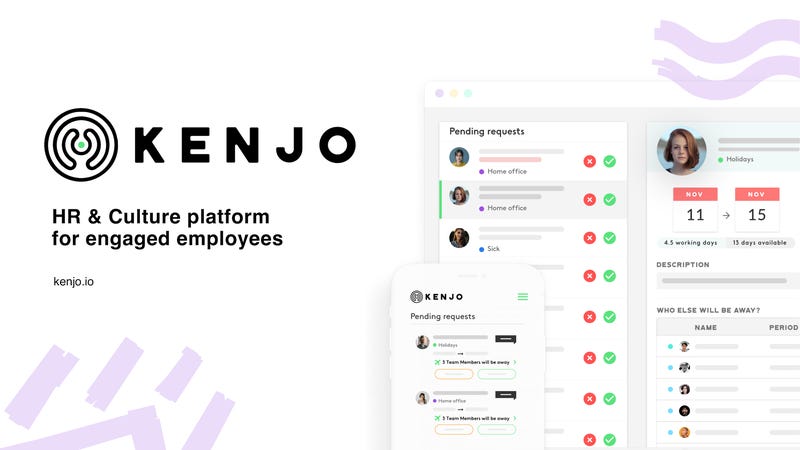 KENJO
HR & Culture platform
for engaged employees
kenjo.io
Pending requests
Home office
Home office
Sick
Holidays
NOV
NOV
11
15
4.5 working days
13 days available
DESCRIPTION
WHO ELSE WILL BE AWAY?
NAME
PERIOD
KENJO
Pending requests
Holidays
3 Team Members will be away
Home office
3 Team Members will be away